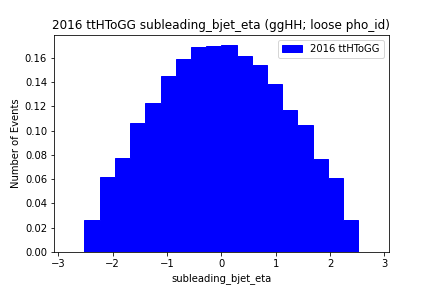 2016 ttHToGG subleading_bjet_eta (ggHH; loose pho_id)
2016 ttHToGG
Number of Events
0.16
0.14
0.12
0.10
0.08
0.06
0.04
0.02
0.00
−3 −2 −1 0 1 2 3
subleading_bjet_eta